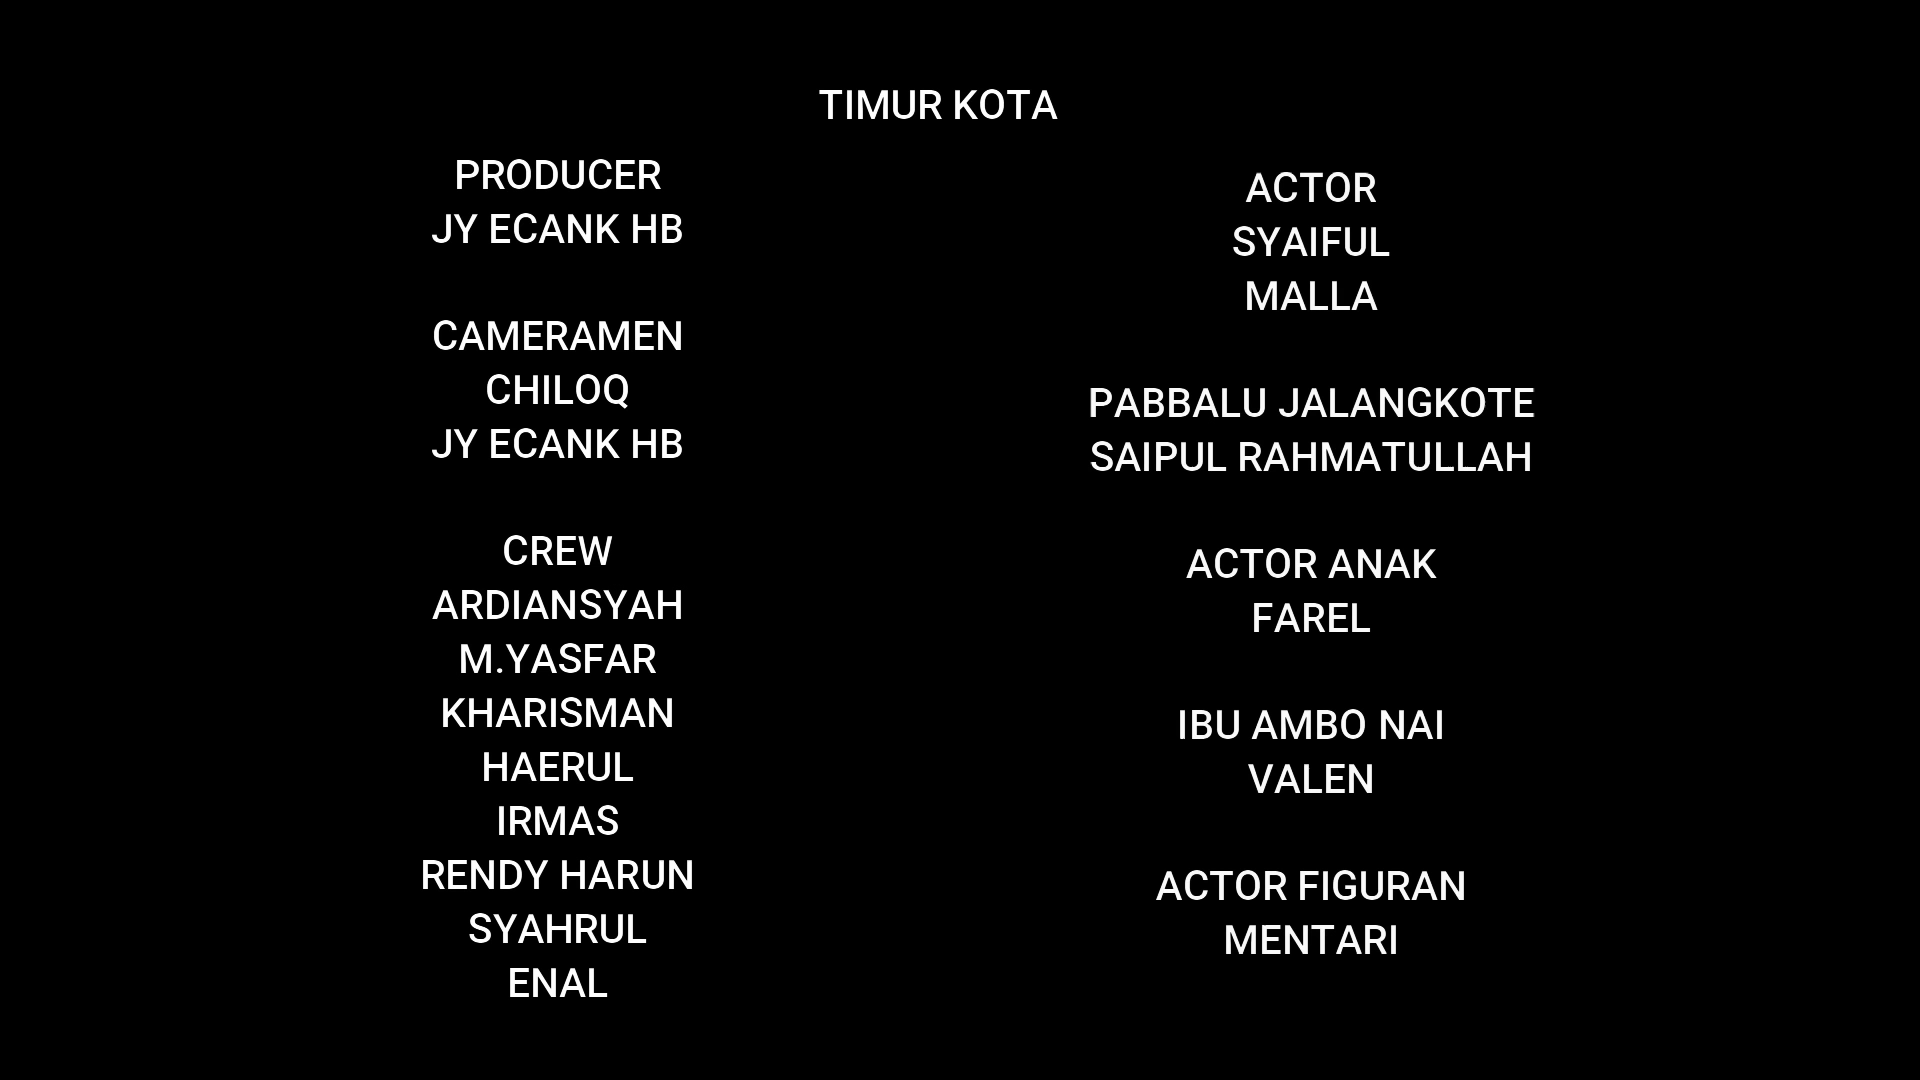 TIMUR KOTA
PRODUCER
JY ECANK HB
CAMERAMEN
CHILOQ
JY ECANK HB
CREW
ARDIANSYAH
M.YASFAR
KHARISMAN
HAERUL
IRMAS
RENDY HARUN
SYAHRUL
ENAL
ACTOR
SYAIFUL
MALLA
PABBALU JALANGKOTE
SAIPUL RAHMATULLAH
ACTOR ANAK
FAREL
IBU AMBO NAI
VALEN
ACTOR FIGURAN
MENTARI